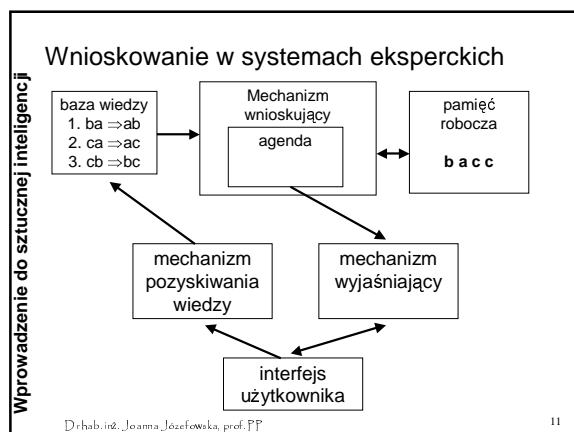 Wnioskowanie w systemach eksperckich
Wprowadzenie do sztucznej inteligencji
baza wiedzy
1. ba ⇒ab
2. ca ⇒ac
3. cb ⇒bc
Mechanizm
wnioskujący
agenda
pamięć
robocza
b a c c
mechanizm
pozyskiwania
wiedzy
mechanizm
wyjaśniający
interfejs
użytkownika
Dr hab. inż. Joanna Józefowska, prof. PP
11